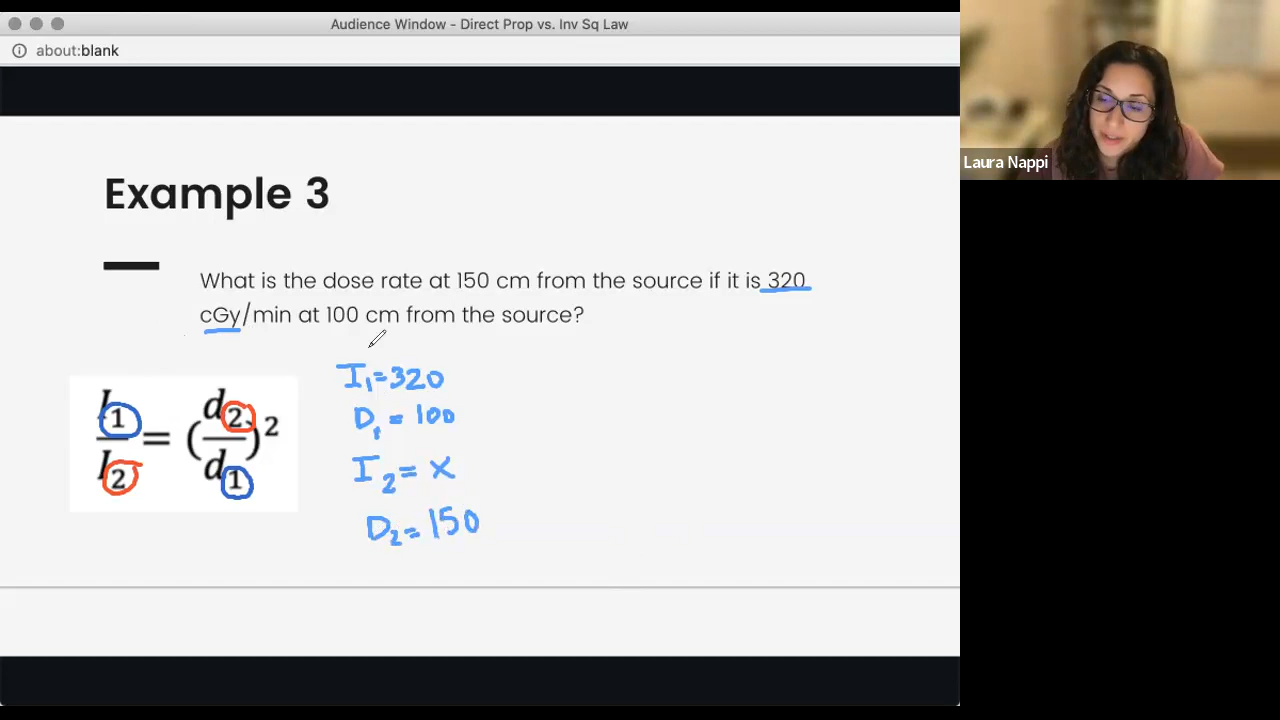 Audience Window - Direct Prop vs. Inv Sq Law
about:blank
Laura Nappi
Example 3
What is the dose rate at 150 cm from the source if it is 320
cGy/min at 100 cm from the source?
I1/I2 = (d2/d1)2
I1=320
D1 = 100
I2 = X
D2 = 150